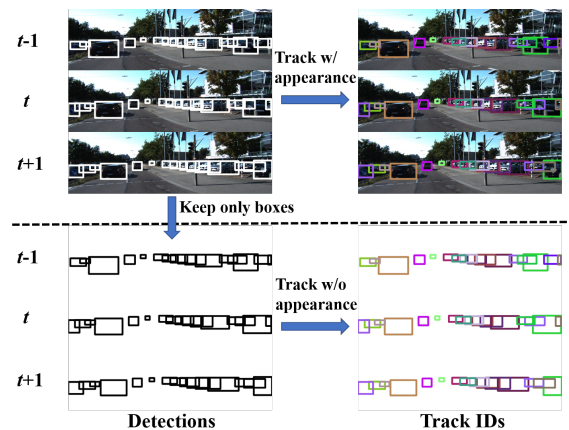 t-1
Track w/
appearance
t
t+1
Keep only boxes
t-1
Track w/o
appearance
t
t+1
Detections
Track IDs